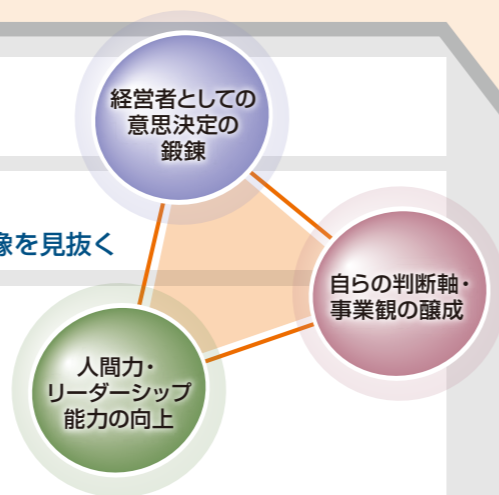 経営者としての
意思決定の
鍛錬
像を見抜く
自らの判断軸・
事業観の醸成
人間力・
リーダーシップ
能力の向上